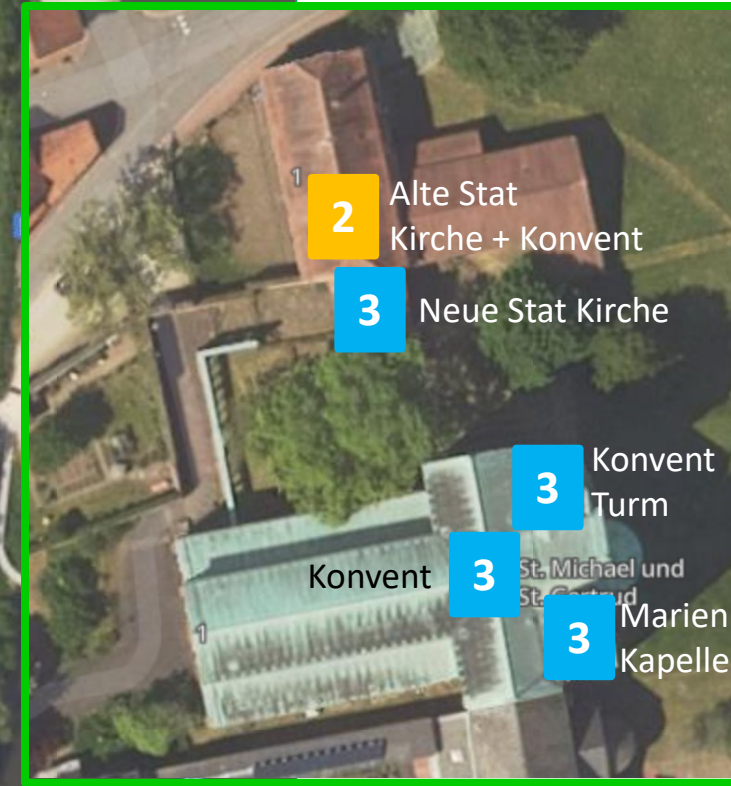 1
2
Alte Stat
Kirche + Konvent
3
Neue Stat Kirche
3
Konvent
Turm
Konvent
3
St. Michael und
St. Gertrud
3
Marien
Kapelle
1